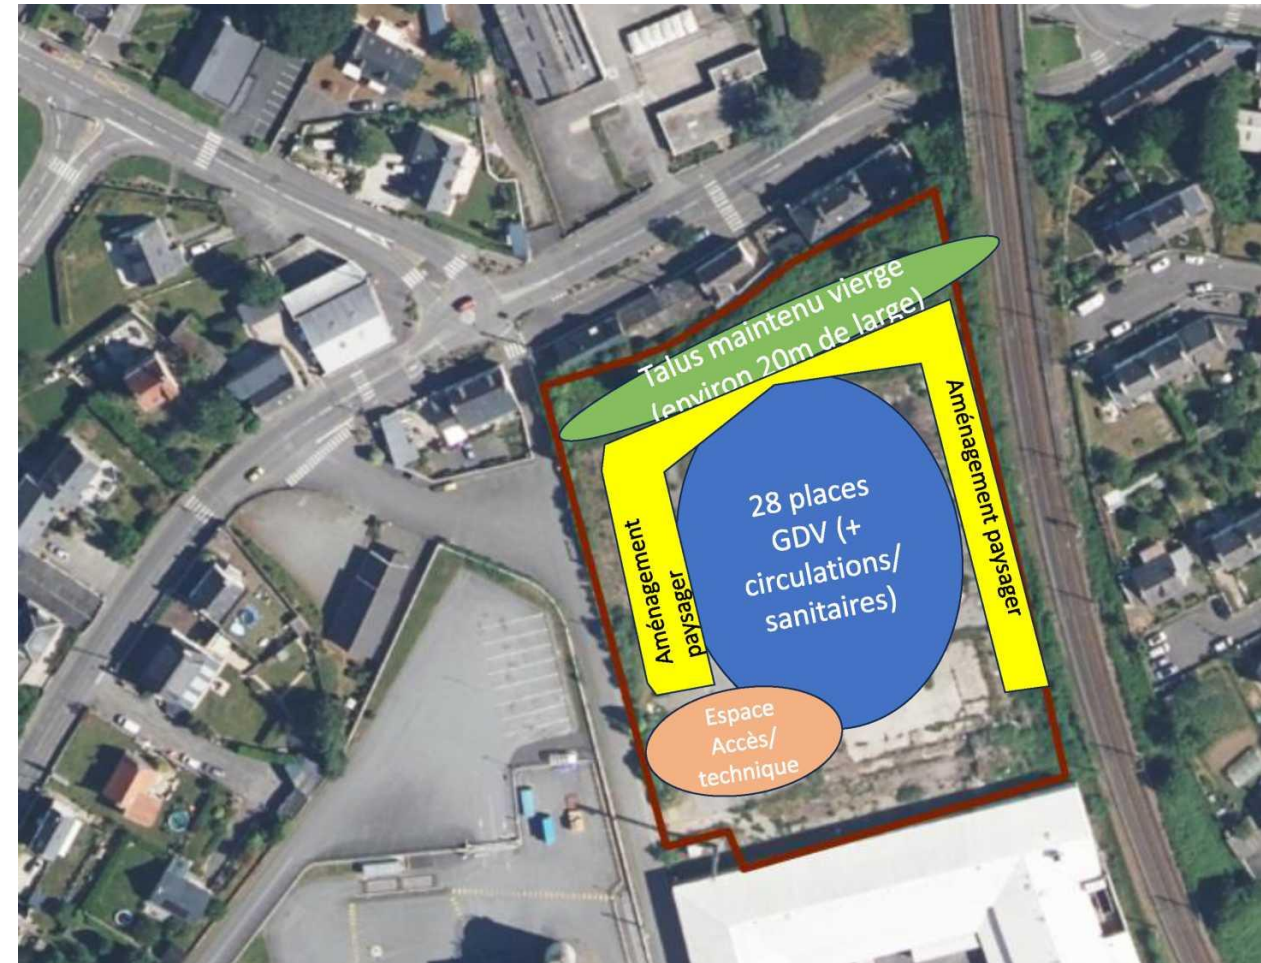 Talus maintenu vierge
(environ 20m de large)
Aménagement paysager
28 places
GDV (+
circulations/
sanitaires)
Aménagement
paysager
Espace
Accès/
technique